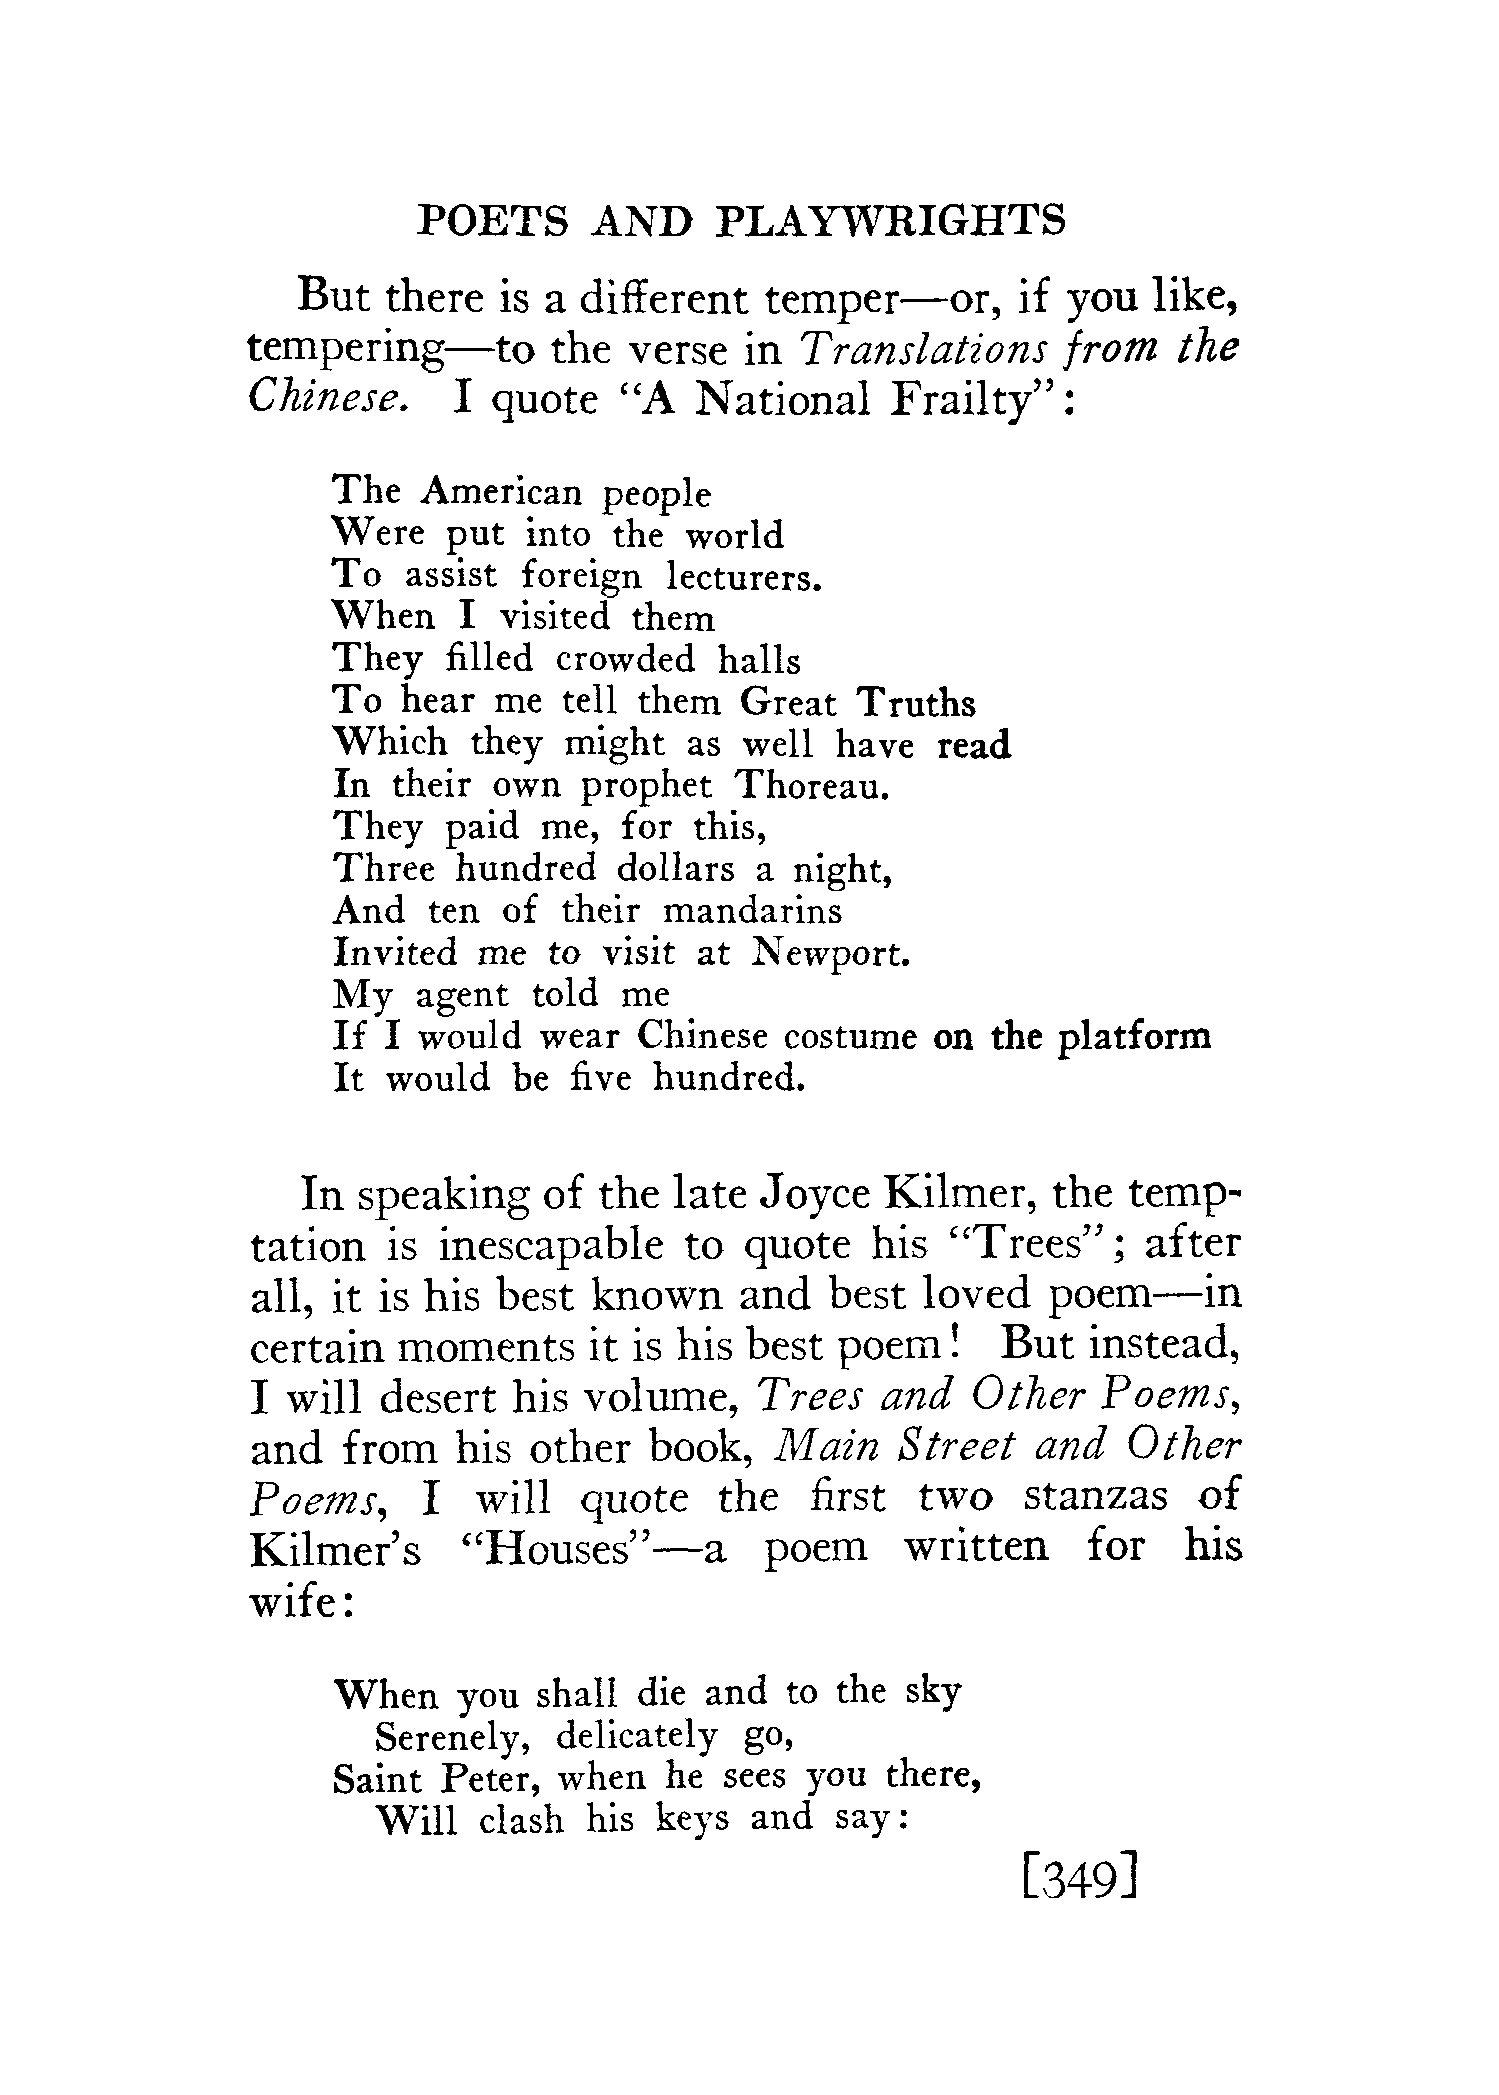 POETS AND PLAYWRIGHTS
But there is a different temper—or, if you like,
tempering—to the verse in Translations from the
Chinese. I quote “A National Frailty”:
The American people
Were put into the world
To assist foreign lecturers.
When I visited them
They filled crowded halls
To hear me tell them Great Truths
Which they might as well have read
In their own prophet Thoreau.
They paid me, for this,
Three hundred dollars a night,
And ten of their mandarins
Invited me to visit at Newport.
My agent told me
If I would wear Chinese costume on the platform
It would be five hundred.
In speaking of the late Joyce Kilmer, the temp-
tation is inescapable to quote his “Trees”; after
all, it is his best known and best loved poem—in
certain moments it is his best poem! But instead,
I will desert his volume, Trees and Other Poems,
and from his other book, Main Street and Other
Poems, I will quote the first two stanzas of
Kilmer’s “Houses”—a poem written for his
wife:
When you shall die and to the sky
Serenely, delicately go,
Saint Peter, when he sees you there,
Will clash his keys and say:
[349]